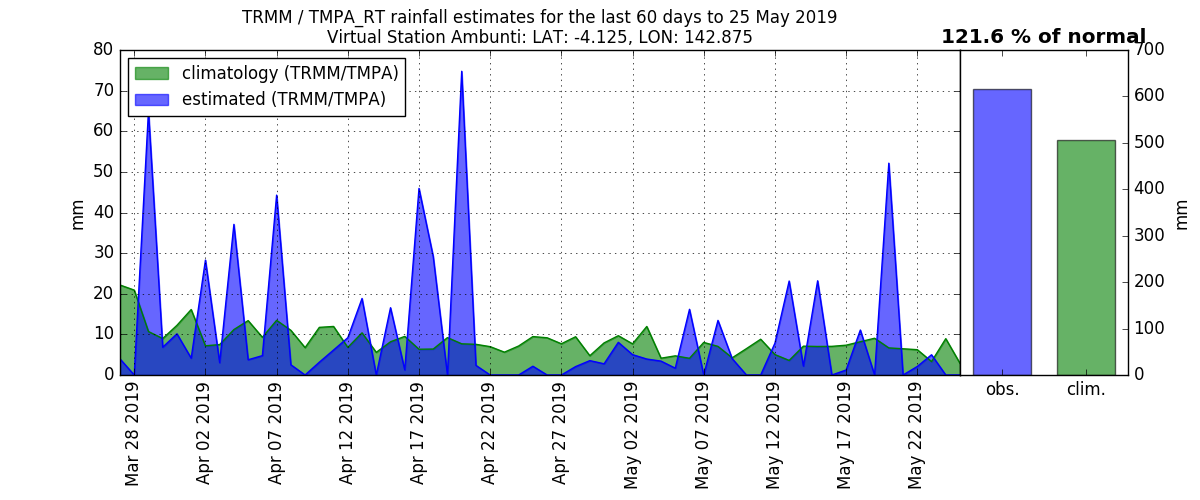 TRMM / TMPA_RT rainfall estimates for the last 60 days to 25 May 2019
Virtual Station Ambunti: LAT: -4.125, LON: 142.875
121.6 % of normal
climatology (TRMM/TMPA)
estimated (TRMM/TMPA)
80
70
60
50
40
30
20
10
0
mm
Mar 28 2019
Apr 02 2019
Apr 07 2019
Apr 12 2019
Apr 17 2019
Apr 22 2019
Apr 27 2019
May 02 2019
May 07 2019
May 12 2019
May 17 2019
May 22 2019
obs.
clim.
700
600
500
400
300
200
100
0
mm